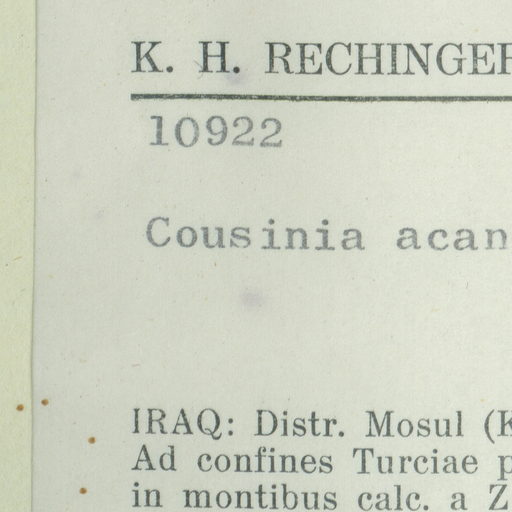 K. H. RECHINGER
10922
Cousinia acan
IRAQ: Distr. Mosul (K
Ad confines Turciae p
in montibus calc. a Z